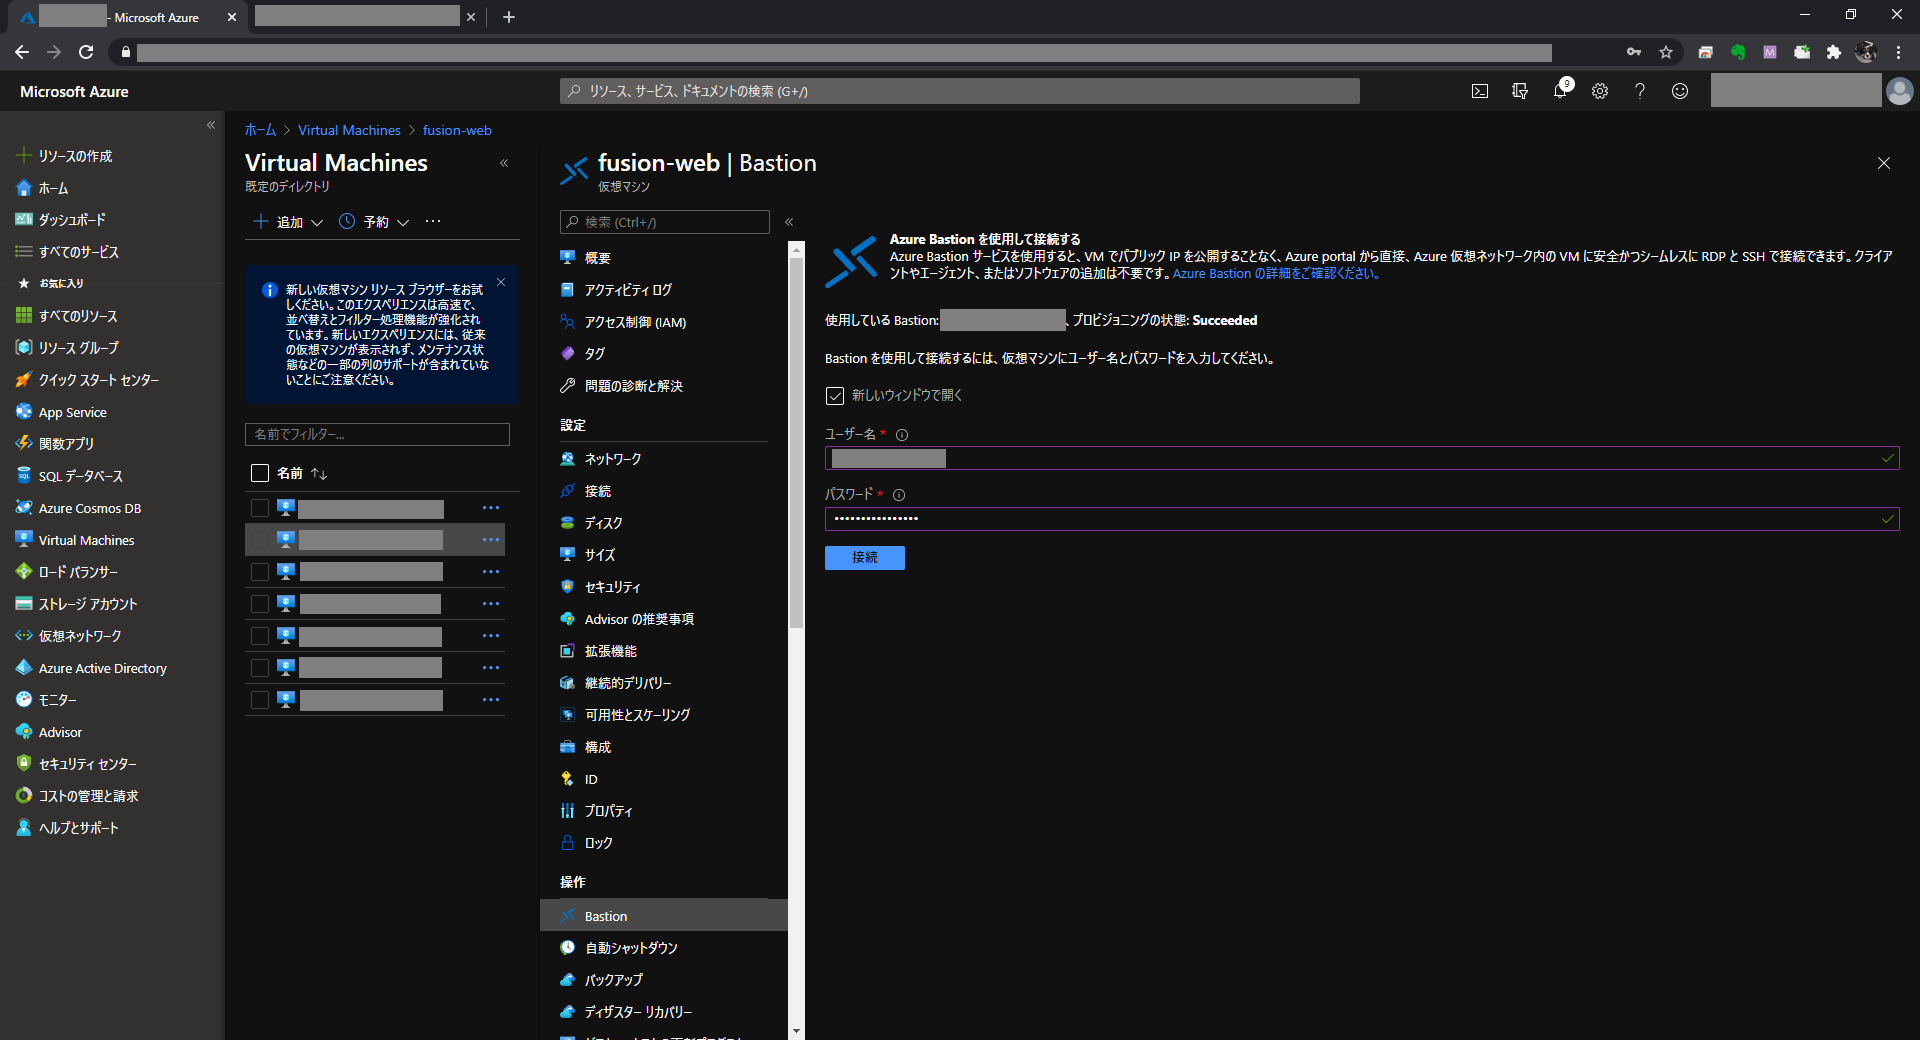 - Microsoft Azure
Microsoft Azure
リソース、サービス、ドキュメントの検索 (G+/)
9
リソースの作成
ホーム
ダッシュボード
すべてのサービス
お気に入り
すべてのリソース
リソース グループ
クイック スタート センター
App Service
関数アプリ
SQL データベース
Azure Cosmos DB
Virtual Machines
ロード バランサー
ストレージ アカウント
仮想ネットワーク
Azure Active Directory
モニター
Advisor
セキュリティ センター
コストの管理と請求
ヘルプとサポート
ホーム > Virtual Machines > fusion-web
Virtual Machines
既定のディレクトリ
追加
予約
新しい仮想マシン リソース ブラウザーをお試
しください。このエクスペリエンスは高速で、
並べ替えとフィルター処理機能が強化され
ています。新しいエクスペリエンスには、従来
の仮想マシンが表示されず、メンテナンス状
態などの一部の列のサポートが含まれていな
いことにご注意ください。
名前でフィルター...
名前
fusion-web | Bastion
仮想マシン
検索 (Ctrl+/)
概要
アクティビティ ログ
アクセス制御 (IAM)
タグ
問題の診断と解決
設定
ネットワーク
接続
ディスク
サイズ
セキュリティ
Advisor の推奨事項
拡張機能
継続的デリバリー
可用性とスケーリング
構成
ID
プロパティ
ロック
操作
Bastion
自動シャットダウン
バックアップ
ディザスター リカバリー
Azure Bastion を使用して接続する
Azure Bastion サービスを使用すると、VM でパブリック IP を公開することなく、Azure portal から直接、Azure 仮想ネットワーク内の VM に安全かつシームレスに RDP と SSH で接続できます。クライア
ントやエージェント、またはソフトウェアの追加は不要です。Azure Bastion の詳細をご確認ください。
使用している Bastion: 、プロビジョニングの状態: Succeeded
Bastion を使用して接続するには、仮想マシンにユーザー名とパスワードを入力してください。
新しいウィンドウで開く
ユーザー名 *
パスワード *
接続